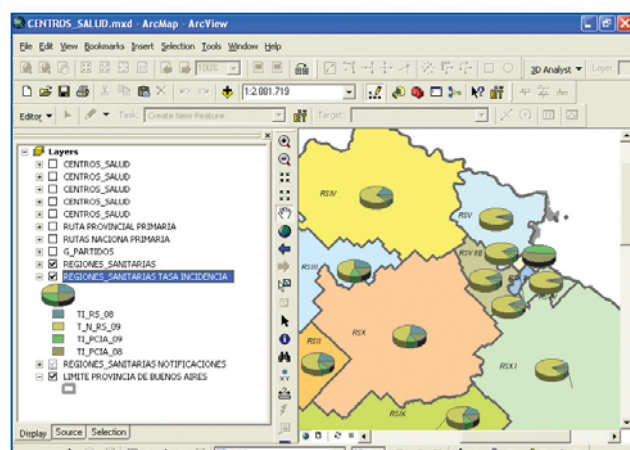 CENTROS_SALUD.mxd - ArcMap - ArcView
File Edit View Bookmarks Insert Selection Tools Window Help
100%
3D Analyst Layer:
1:2.881.719
Editor Task: Create New Feature Target:
Layers
CENTROS_SALUD
CENTROS_SALUD
CENTROS_SALUD
CENTROS_SALUD
CENTROS_SALUD
RUTA PROVINCIAL PRIMARIA
RUTAS NACIONA PRIMARIA
G_PARTIDOS
REGIONES_SANITARIAS
REGIONES_SANITARIAS TASA INCIDENCIA
TI_RS_08
T_N_RS_09
TI_PCIA_09
TI_PCIA_08
REGIONES_SANITARIAS NOTIFICACIONES
LIMITE PROVINCIA DE BUENOS AIRES
Display Source Selection
RSIV
RSV
RSIII
RSX
RSII
RSXI
RSIX